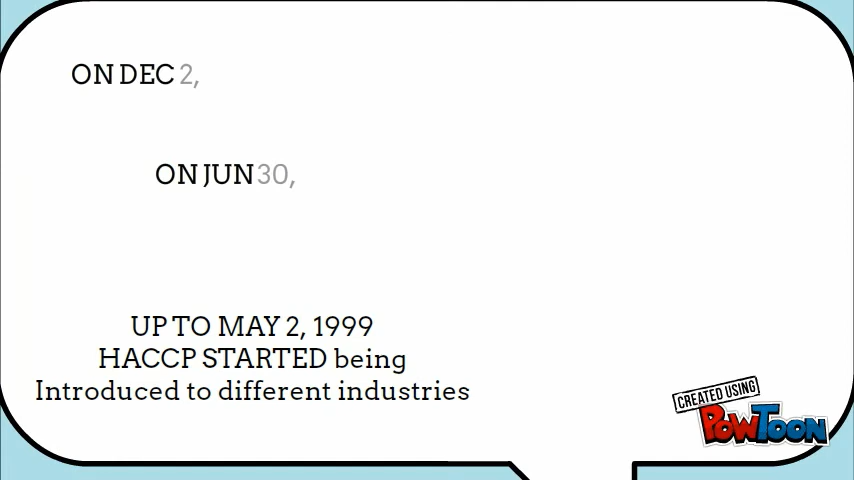 ON DEC 2,
ON JUN 30,
UP TO MAY 2, 1999
HACCP STARTED being
Introduced to different industries
CREATED USING
POWTOON